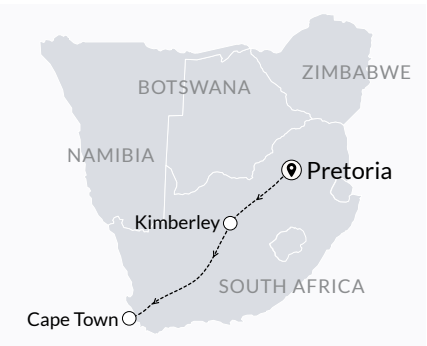 ZIMBABWE
BOTSWANA
NAMIBIA
Pretoria
Kimberley
SOUTH AFRICA
Cape Town